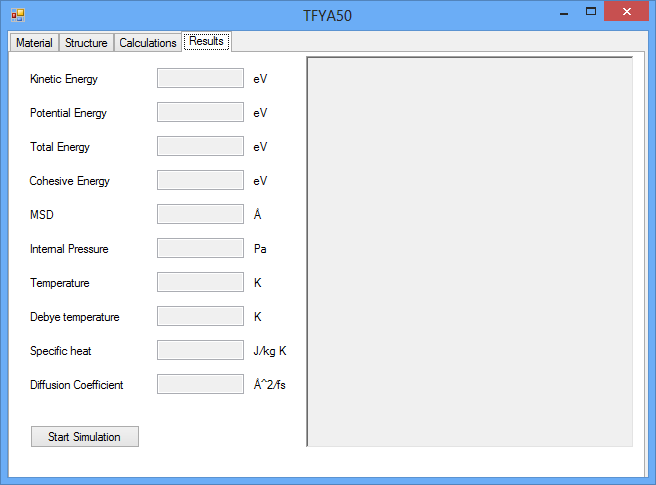 TFYA50
Material Structure Calculations Results
Kinetic Energy eV
Potential Energy eV
Total Energy eV
Cohesive Energy eV
MSD Å
Internal Pressure Pa
Temperature K
Debye temperature K
Specific heat J/kg K
Diffusion Coefficient Å^2/fs
Start Simulation